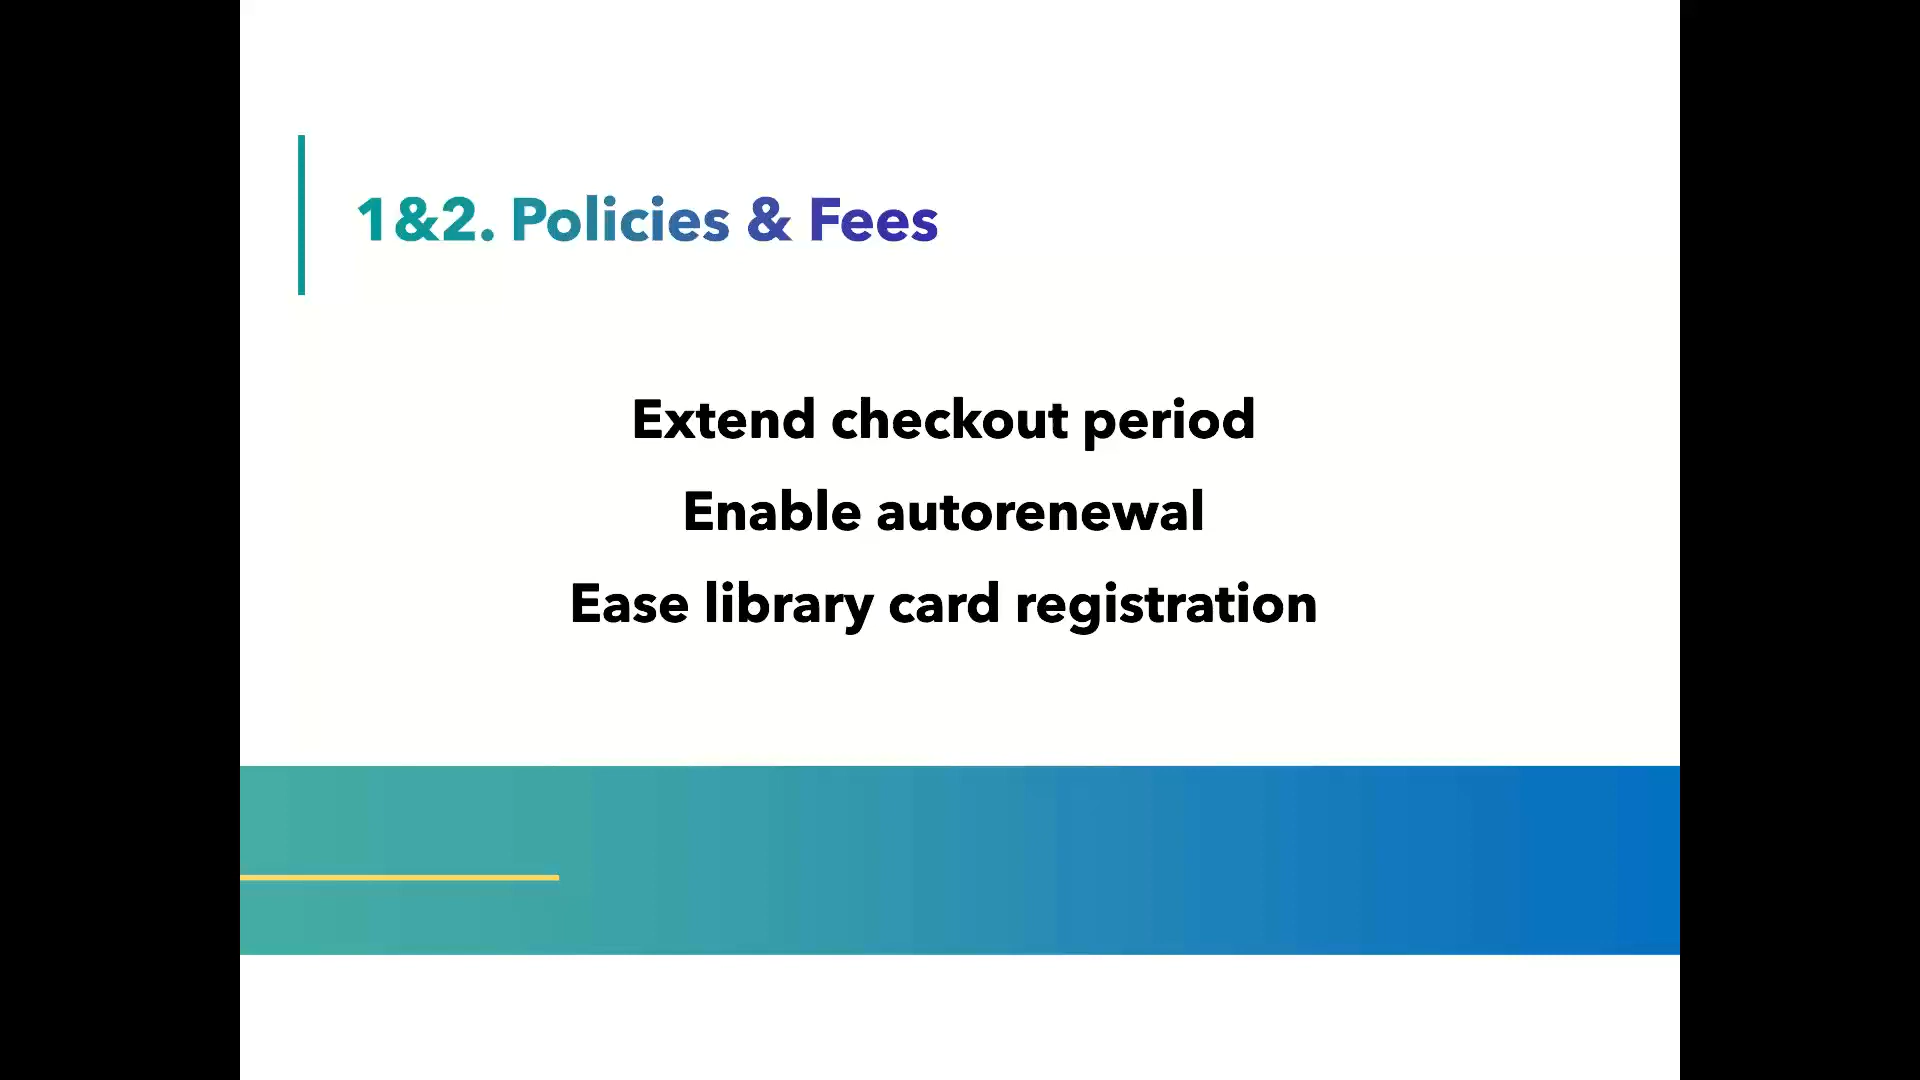 1&2. Policies & Fees
Extend checkout period
Enable autorenewal
Ease library card registration